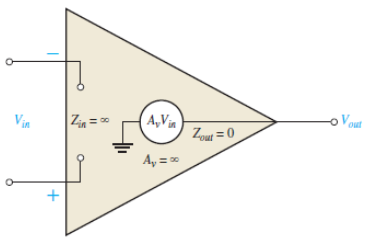 −
V_in
Z_in = ∞
A_vV_in
Z_out = 0
V_out
A_v = ∞
+